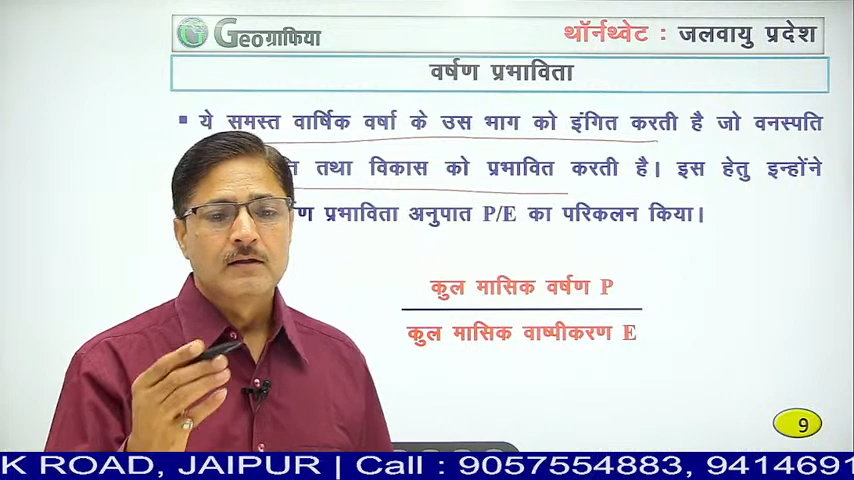 Geoग्राफिया
थॉर्नथ्वेट : जलवायु प्रदेश
वर्षण प्रभाविता
▪ ये समस्त वार्षिक वर्षा के उस भाग को इंगित करती है जो वनस्पति
तथा विकास को प्रभावित करती है। इस हेतु इन्होंने
प्रभाविता अनुपात P/E का परिकलन किया।
कुल मासिक वर्षण P
कुल मासिक वाष्पीकरण E
9
K ROAD, JAIPUR | Call : 9057554883, 941469